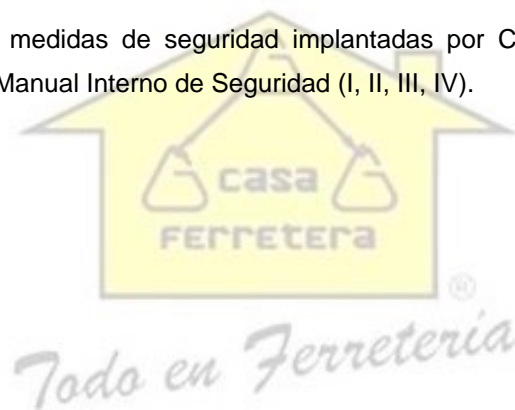 medidas de seguridad implantadas por C
Manual Interno de Seguridad (I, II, III, IV).
casa
FERRETERA
®
Todo en Ferretería